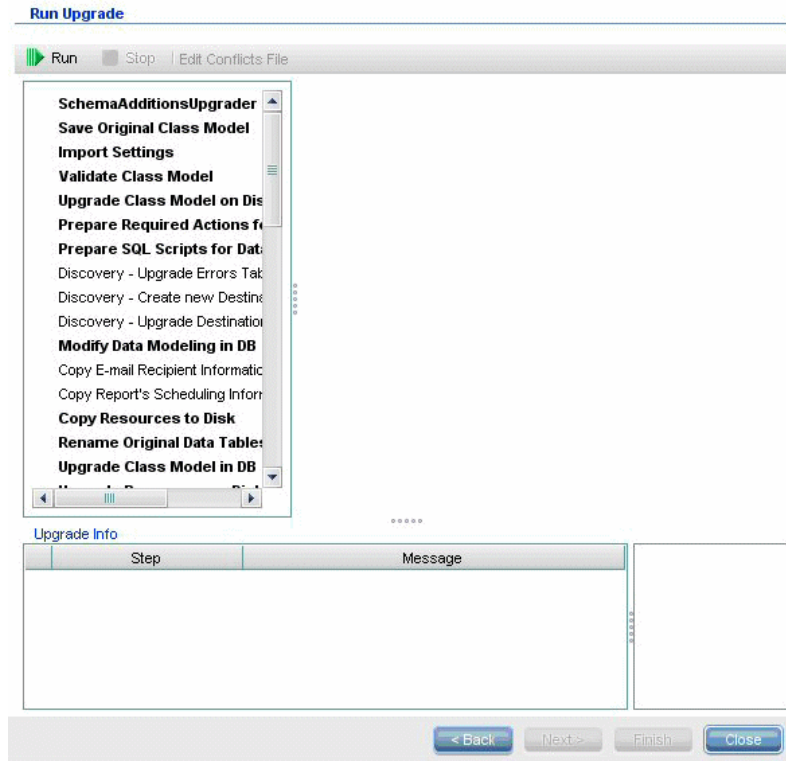 Run Upgrade
Run Stop Edit Conflicts File
SchemaAdditionsUpgrader
Save Original Class Model
Import Settings
Validate Class Model
Upgrade Class Model on Dis
Prepare Required Actions
Prepare SQL Scripts for Dat
Discovery - Upgrade Errors Tab
Discovery - Create new Destina
Discovery - Upgrade Destination
Modify Data Modeling in DB
Copy E-mail Recipient Informatic
Copy Report's Scheduling Infor
Copy Resources to Disk
Rename Original Data Tables
Upgrade Class Model in DB
Upgrade Info
Step Message
< Back Next > Finish Close